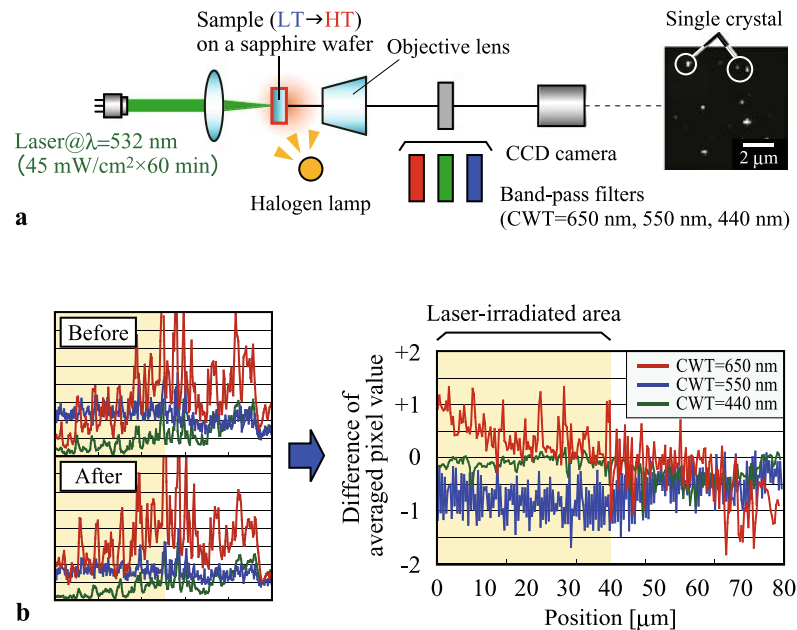 Sample (LT→HT)
on a sapphire wafer
Objective lens
Single crystal
Laser@λ=532 nm
(45 mW/cm²×60 min)
Halogen lamp
CCD camera
Band-pass filters
(CWT=650 nm, 550 nm, 440 nm)
2 μm
a
Before
After
Laser-irradiated area
CWT=650 nm
CWT=550 nm
CWT=440 nm
Difference of
averaged pixel value
+2
+1
0
-1
-2
0 10 20 30 40 50 60 70 80
Position [μm]
b